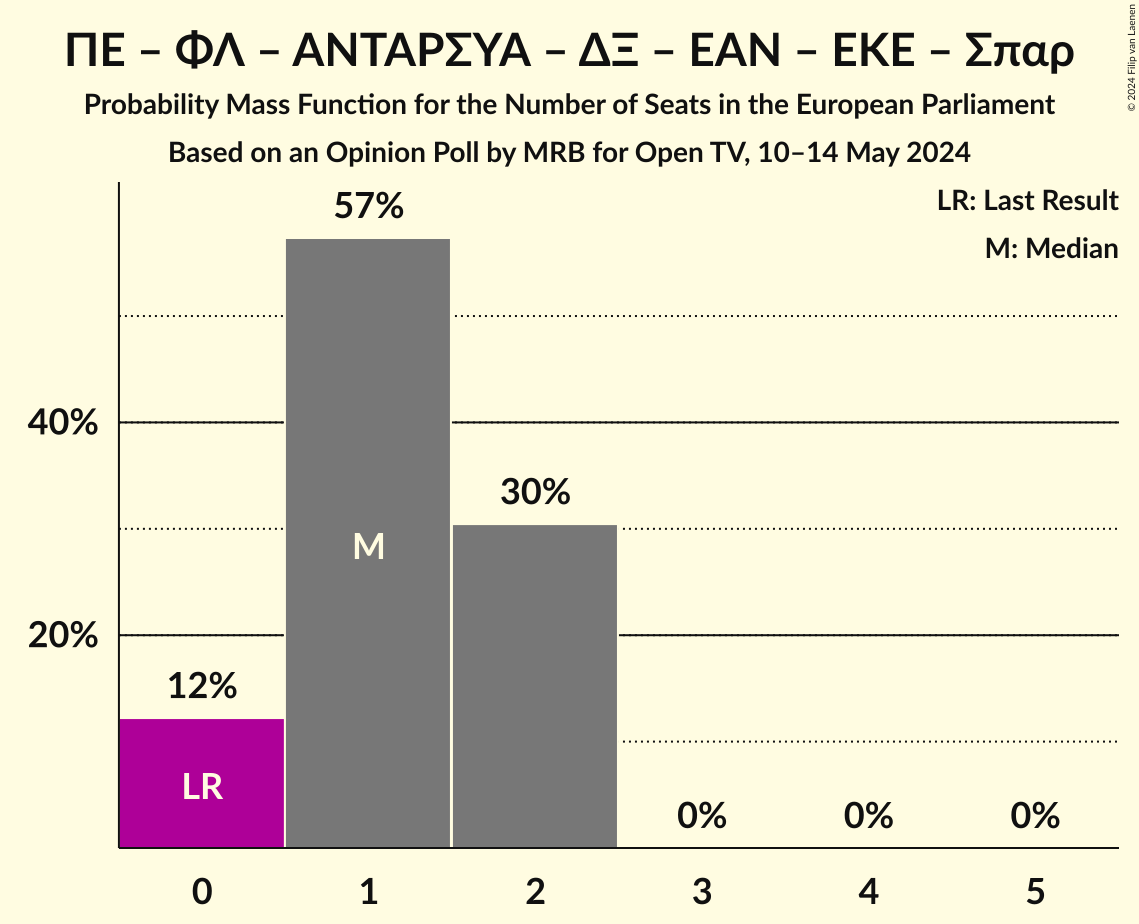 ΠΕ – ΦΛ – ΑΝΤΑΡΣΥΑ – ΔΞ – ΕΑΝ – ΕΚΕ – Σπαρ
Probability Mass Function for the Number of Seats in the European Parliament
Based on an Opinion Poll by MRB for Open TV, 10–14 May 2024
© 2024 Filip van Laenen
LR: Last Result
M: Median
57%
40%
30%
M
20%
12%
LR
0% 0% 0%
0 1 2 3 4 5